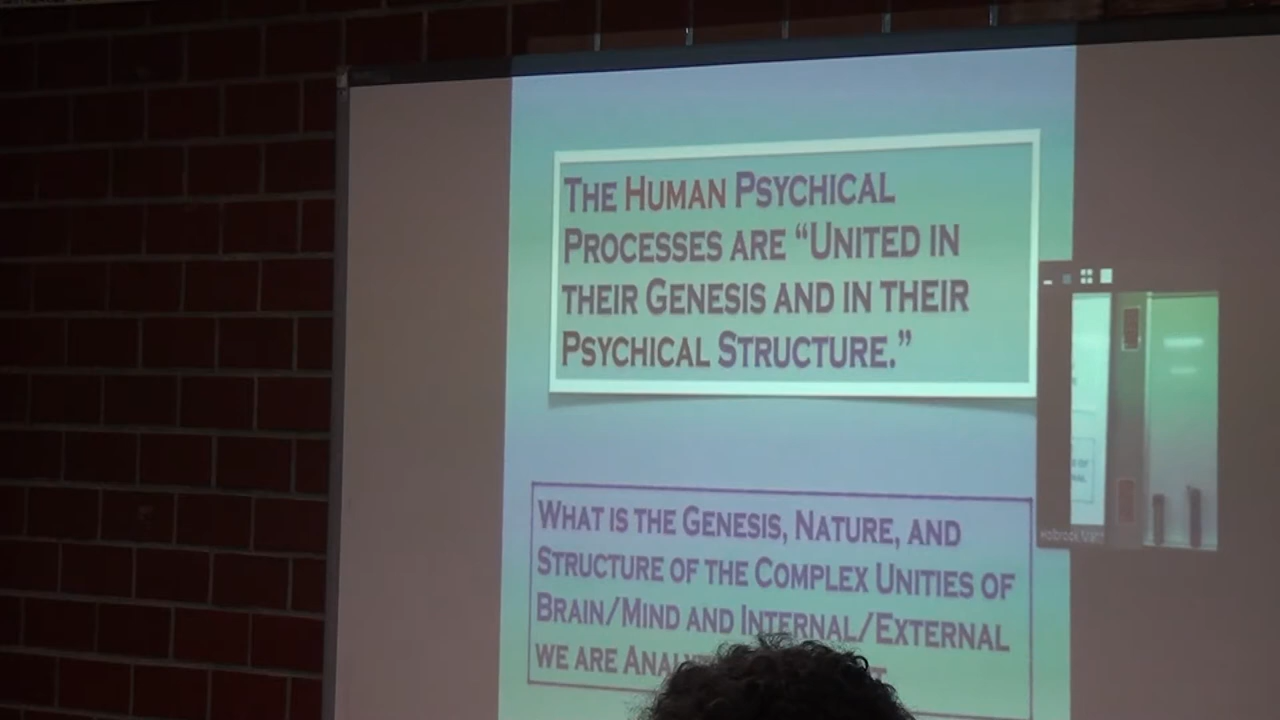 The Human Psychical
Processes are “United in
their Genesis and in their
Psychical Structure.”
What is the Genesis, Nature, and
Structure of the Complex Unities of
Brain/Mind and Internal/External
we are